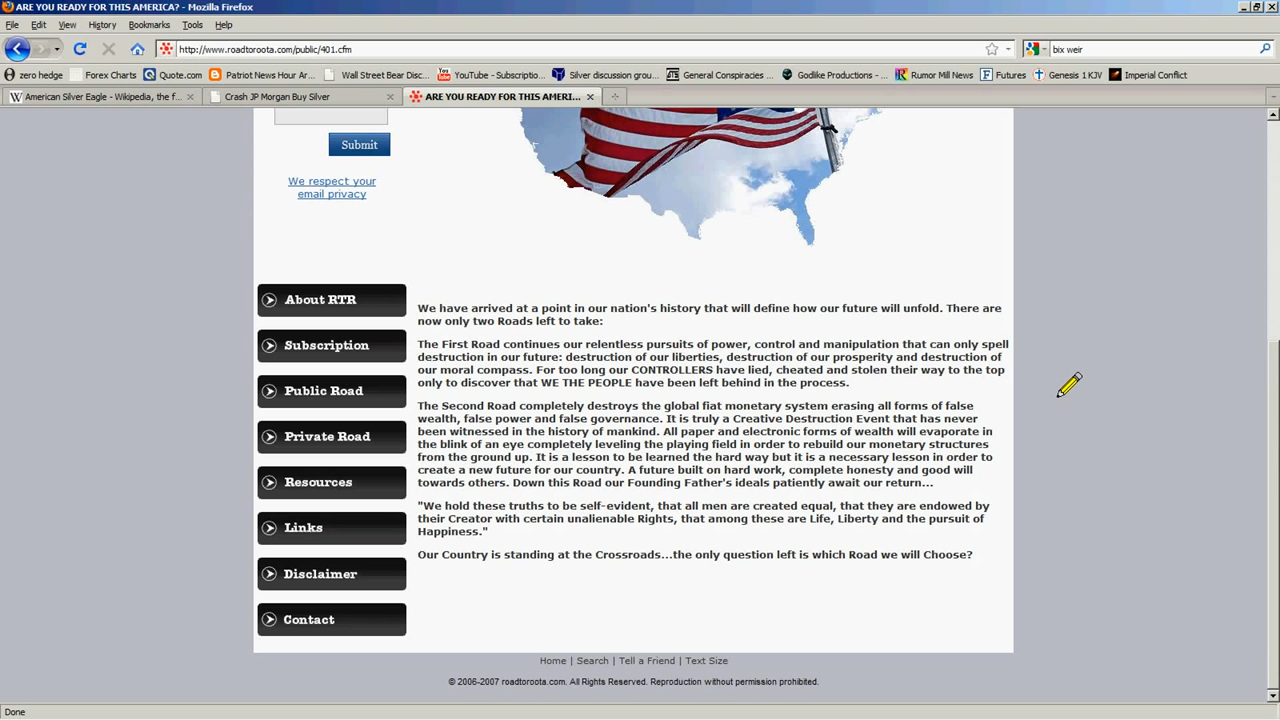 ARE YOU READY FOR THIS AMERICA? - Mozilla Firefox
File Edit View History Bookmarks Tools Help
http://www.roadtoroota.com/public/401.cfm
bix weir
zero hedge Forex Charts Quote.com Patriot News Hour Ar... Wall Street Bear Disc... YouTube - Subscriptio... Silver discussion grou... General Conspiracies ... Godlike Productions - ... Rumor Mill News Futures Genesis 1 KJV Imperial Conflict
American Silver Eagle - Wikipedia, the f... Crash JP Morgan Buy Silver ARE YOU READY FOR THIS AMERI...
Submit
We respect your
email privacy
About RTR
Subscription
Public Road
Private Road
Resources
Links
Disclaimer
Contact
We have arrived at a point in our nation's history that will define how our future will unfold. There are
now only two Roads left to take:
The First Road continues our relentless pursuits of power, control and manipulation that can only spell
destruction in our future: destruction of our liberties, destruction of our prosperity and destruction of
our moral compass. For too long our CONTROLLERS have lied, cheated and stolen their way to the top
only to discover that WE THE PEOPLE have been left behind in the process.
The Second Road completely destroys the global fiat monetary system erasing all forms of false
wealth, false power and false governance. It is truly a Creative Destruction Event that has never
been witnessed in the history of mankind. All paper and electronic forms of wealth will evaporate in
the blink of an eye completely leveling the playing field in order to rebuild our monetary structures
from the ground up. It is a lesson to be learned the hard way but it is a necessary lesson in order to
create a new future for our country. A future built on hard work, complete honesty and good will
towards others. Down this Road our Founding Father's ideals patiently await our return...
"We hold these truths to be self-evident, that all men are created equal, that they are endowed by
their Creator with certain unalienable Rights, that among these are Life, Liberty and the pursuit of
Happiness."
Our Country is standing at the Crossroads...the only question left is which Road we will Choose?
Home | Search | Tell a Friend | Text Size
© 2006-2007 roadtoroota.com. All Rights Reserved. Reproduction without permission prohibited.
Done